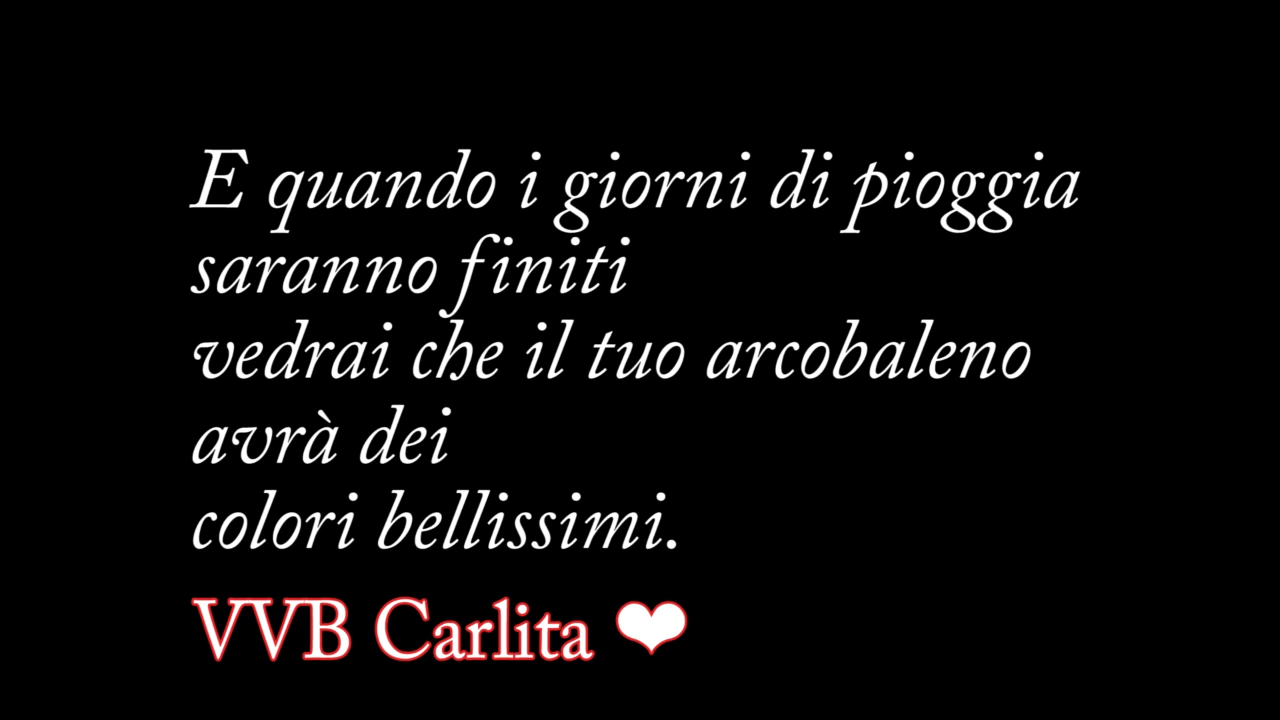 E quando i giorni di pioggia
saranno finiti
vedrai che il tuo arcobaleno
avrà dei
colori bellissimi.
VVB Carlita ❤